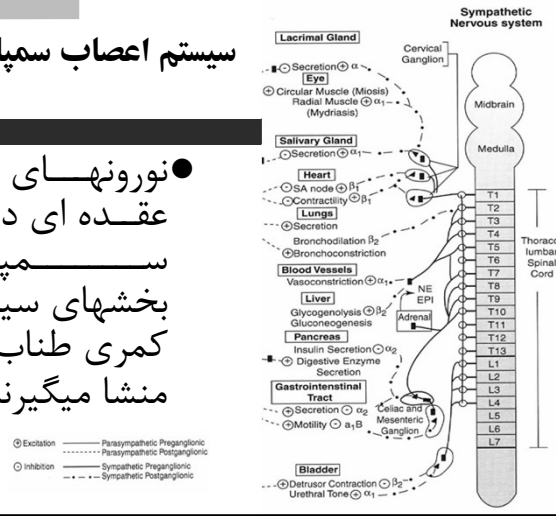 سیستم اعصاب سمپا
●نورونهای
عقده ای د
سمپ
بخشهای سی
کمری طناب
منشا میگیرن
Sympathetic
Nervous system
Lacrimal Gland
Cervical
Ganglion
⊖Secretion⊕ α
Eye
⊕ Circular Muscle (Miosis)
Radial Muscle ⊕ α₁
(Mydriasis)
Midbrain
Medulla
Salivary Gland
⊖Secretion⊕ α₁
Heart
⊖SA node ⊕ β₁
⊖Contractility⊕ β₁
Lungs
⊕Secretion
Bronchodilation β₂
⊕Bronchoconstriction
Blood Vessels
Vasoconstriction⊕α₁
NE
EPI
Liver
Glycogenolysis ⊕β₂
Gluconeogenesis
Adrenal
Pancreas
Insulin Secretion⊖α₂
⊕ Digestive Enzyme
Secretion
Gastrointenstinal
Tract
⊕Secretion ⊖ α₂
⊕Motility ⊖ a₁B
Celiac and
Mesenteric
Ganglion
Bladder
⊕Detrusor Contraction ⊖ β₂
Urethral Tone⊕ α₁
T1
T2
T3
T4
T5
T6
T7
T8
T9
T10
T11
T12
T13
L1
L2
L3
L4
L5
L6
L7
Thoraco
lumbar
Spinal
Cord
⊕ Excitation
Parasympathetic Preganglionic
Parasympathetic Postganglionic
⊖ Inhibition
Sympathetic Preganglionic
Sympathetic Postganglionic